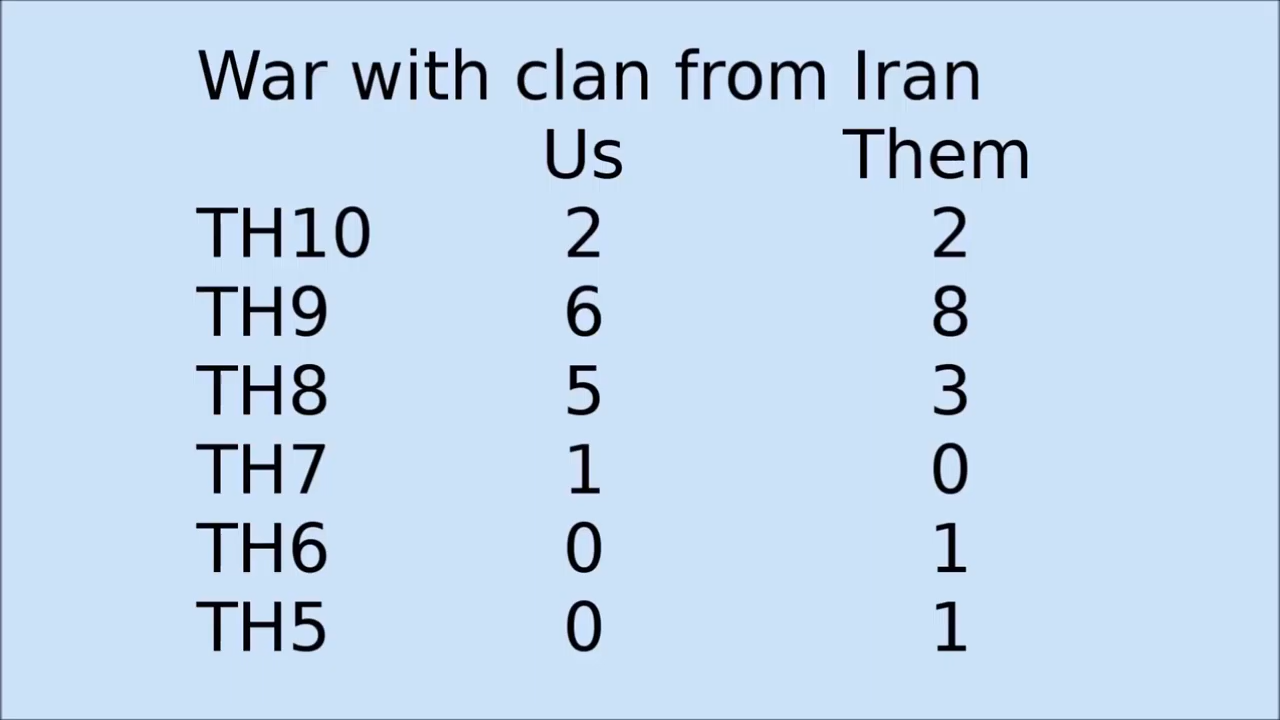 War with clan from Iran
Us Them
TH10 2 2
TH9 6 8
TH8 5 3
TH7 1 0
TH6 0 1
TH5 0 1